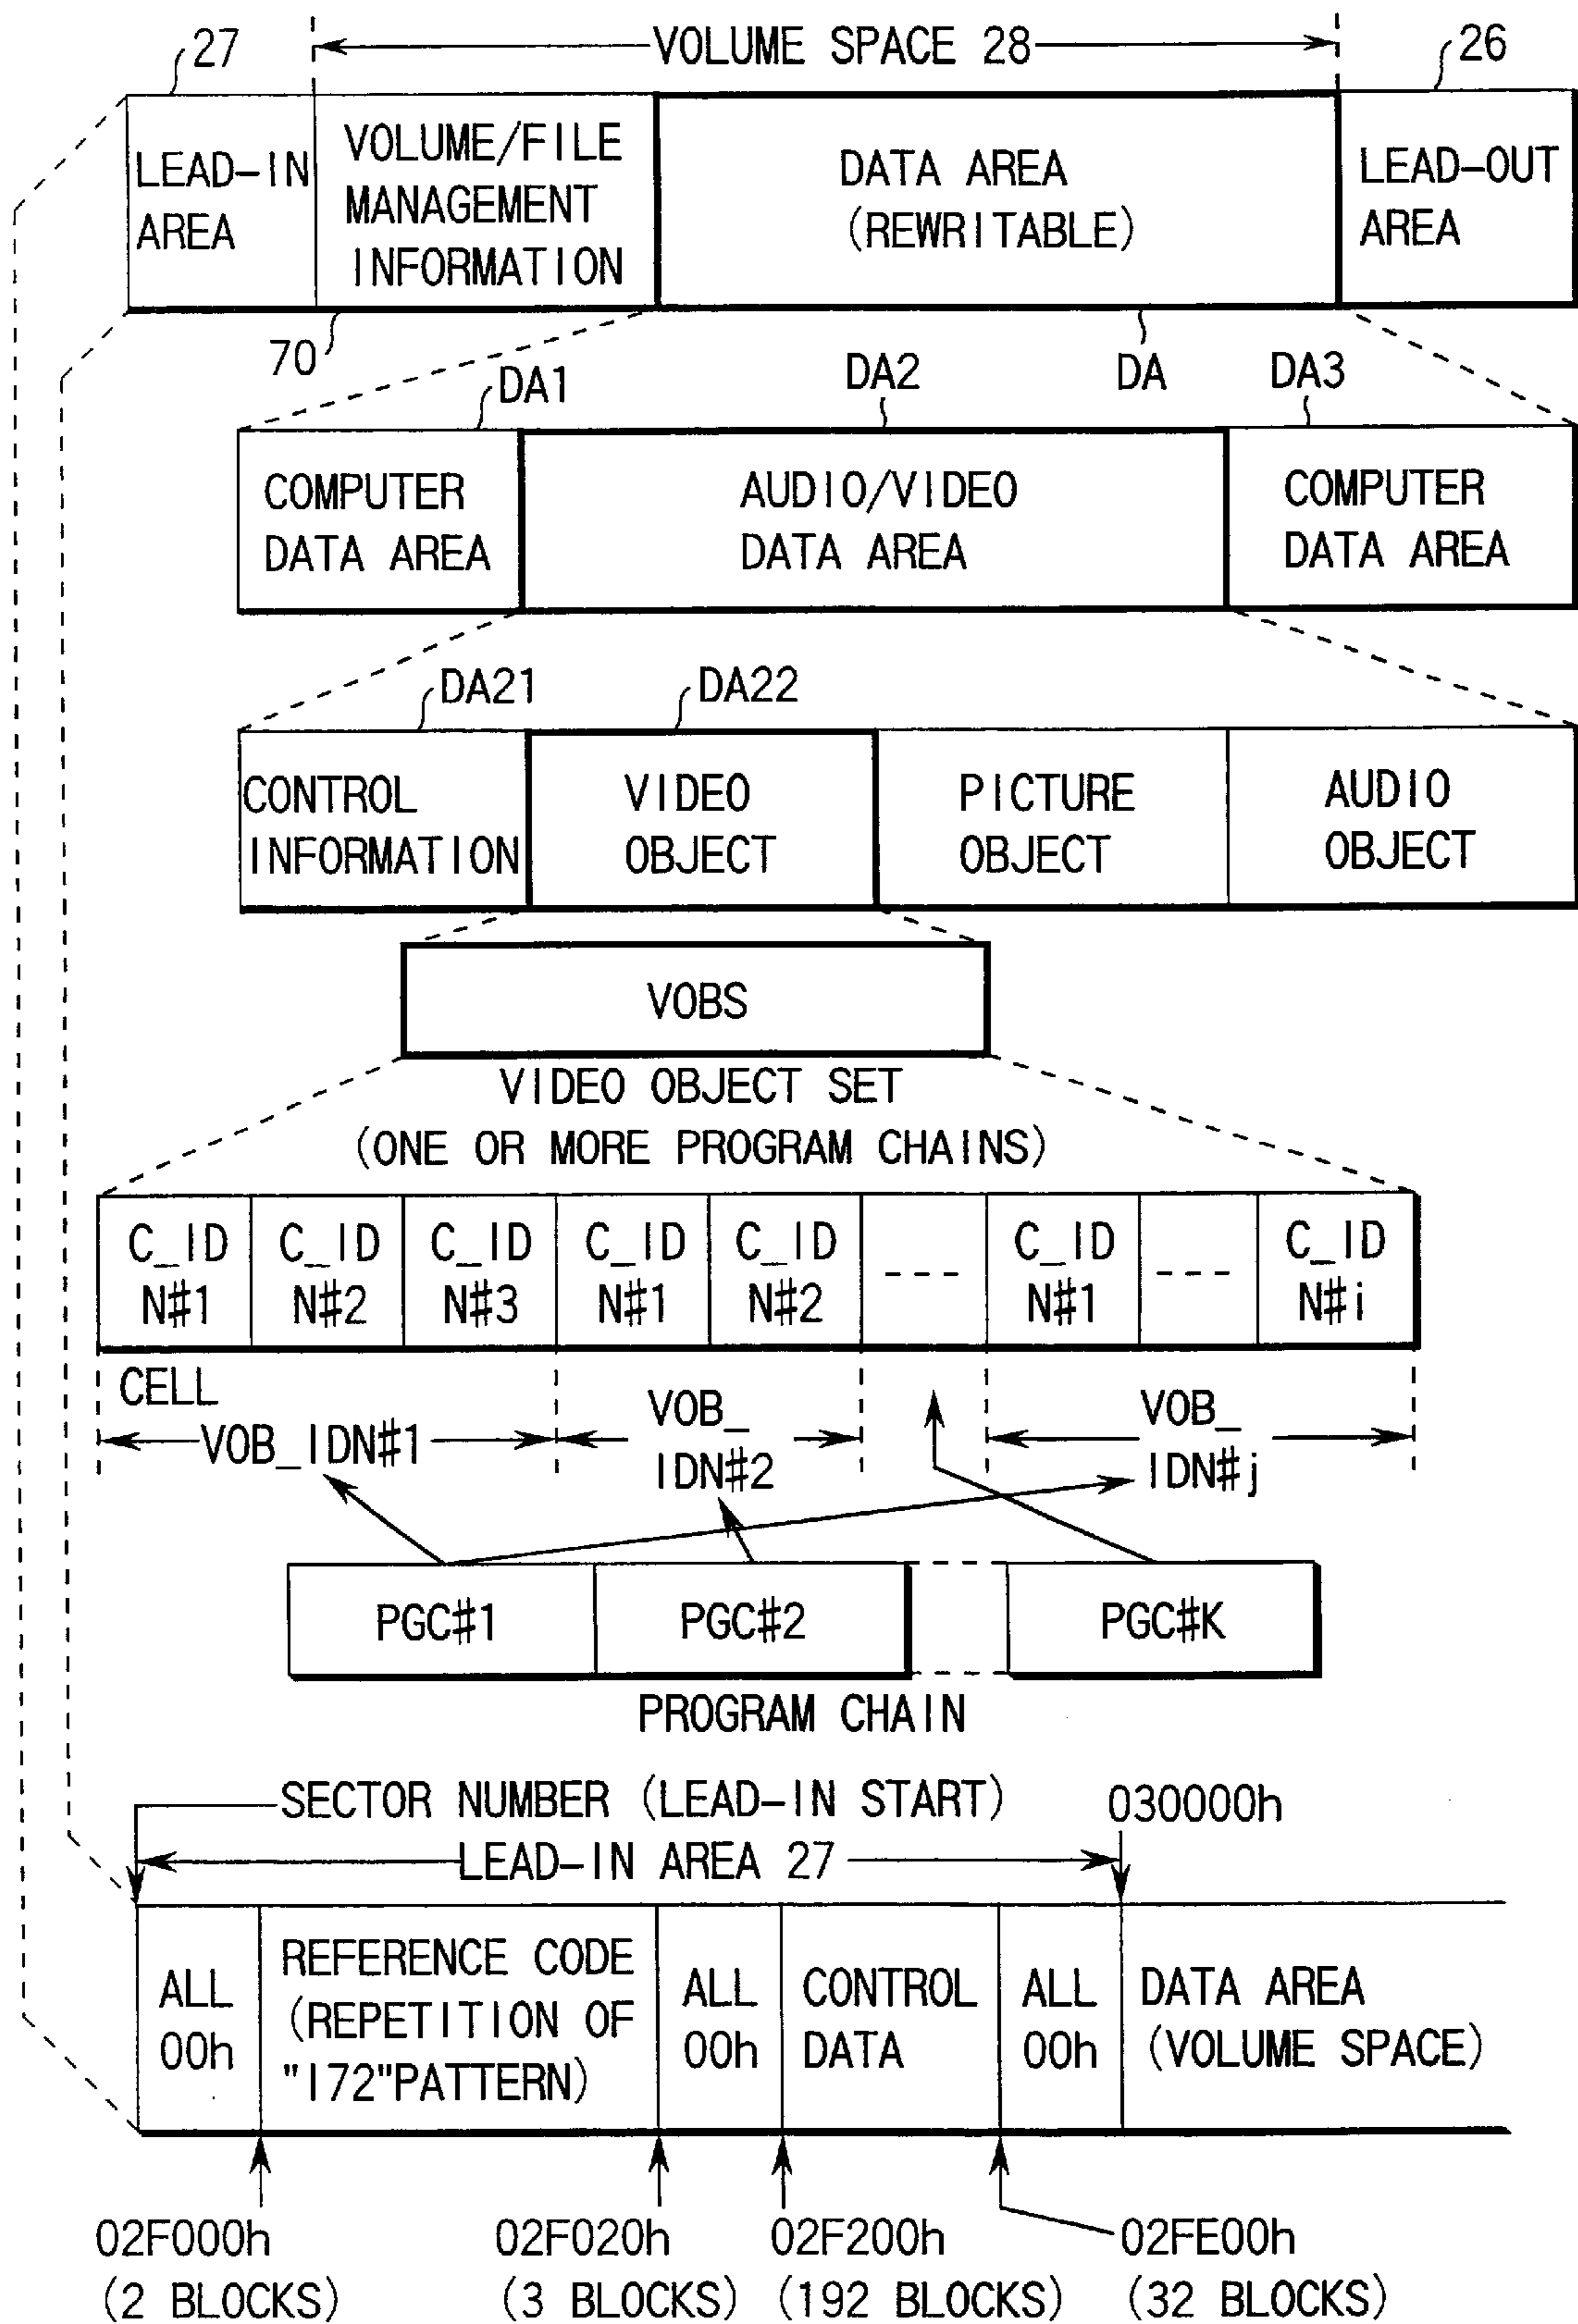 27
VOLUME SPACE 28
26
LEAD-IN
AREA
VOLUME/FILE
MANAGEMENT
INFORMATION
DATA AREA
(REWRITABLE)
LEAD-OUT
AREA
70
DA1
DA2
DA
DA3
COMPUTER
DATA AREA
AUDIO/VIDEO
DATA AREA
COMPUTER
DATA AREA
DA21
DA22
CONTROL
INFORMATION
VIDEO
OBJECT
PICTURE
OBJECT
AUDIO
OBJECT
VOBS
VIDEO OBJECT SET
(ONE OR MORE PROGRAM CHAINS)
C_ID
N#1
C_ID
N#2
C_ID
N#3
C_ID
N#1
C_ID
N#2
----
C_ID
N#1
----
C_ID
N#i
CELL
VOB_IDN#1
VOB_
IDN#2
VOB_
IDN#j
PGC#1
PGC#2
PGC#K
PROGRAM CHAIN
SECTOR NUMBER (LEAD-IN START)
030000h
LEAD-IN AREA 27
ALL
00h
REFERENCE CODE
(REPETITION OF
"172"PATTERN)
ALL
00h
CONTROL
DATA
ALL
00h
DATA AREA
(VOLUME SPACE)
02F000h
(2 BLOCKS)
02F020h
(3 BLOCKS)
02F200h
(192 BLOCKS)
02FE00h
(32 BLOCKS)